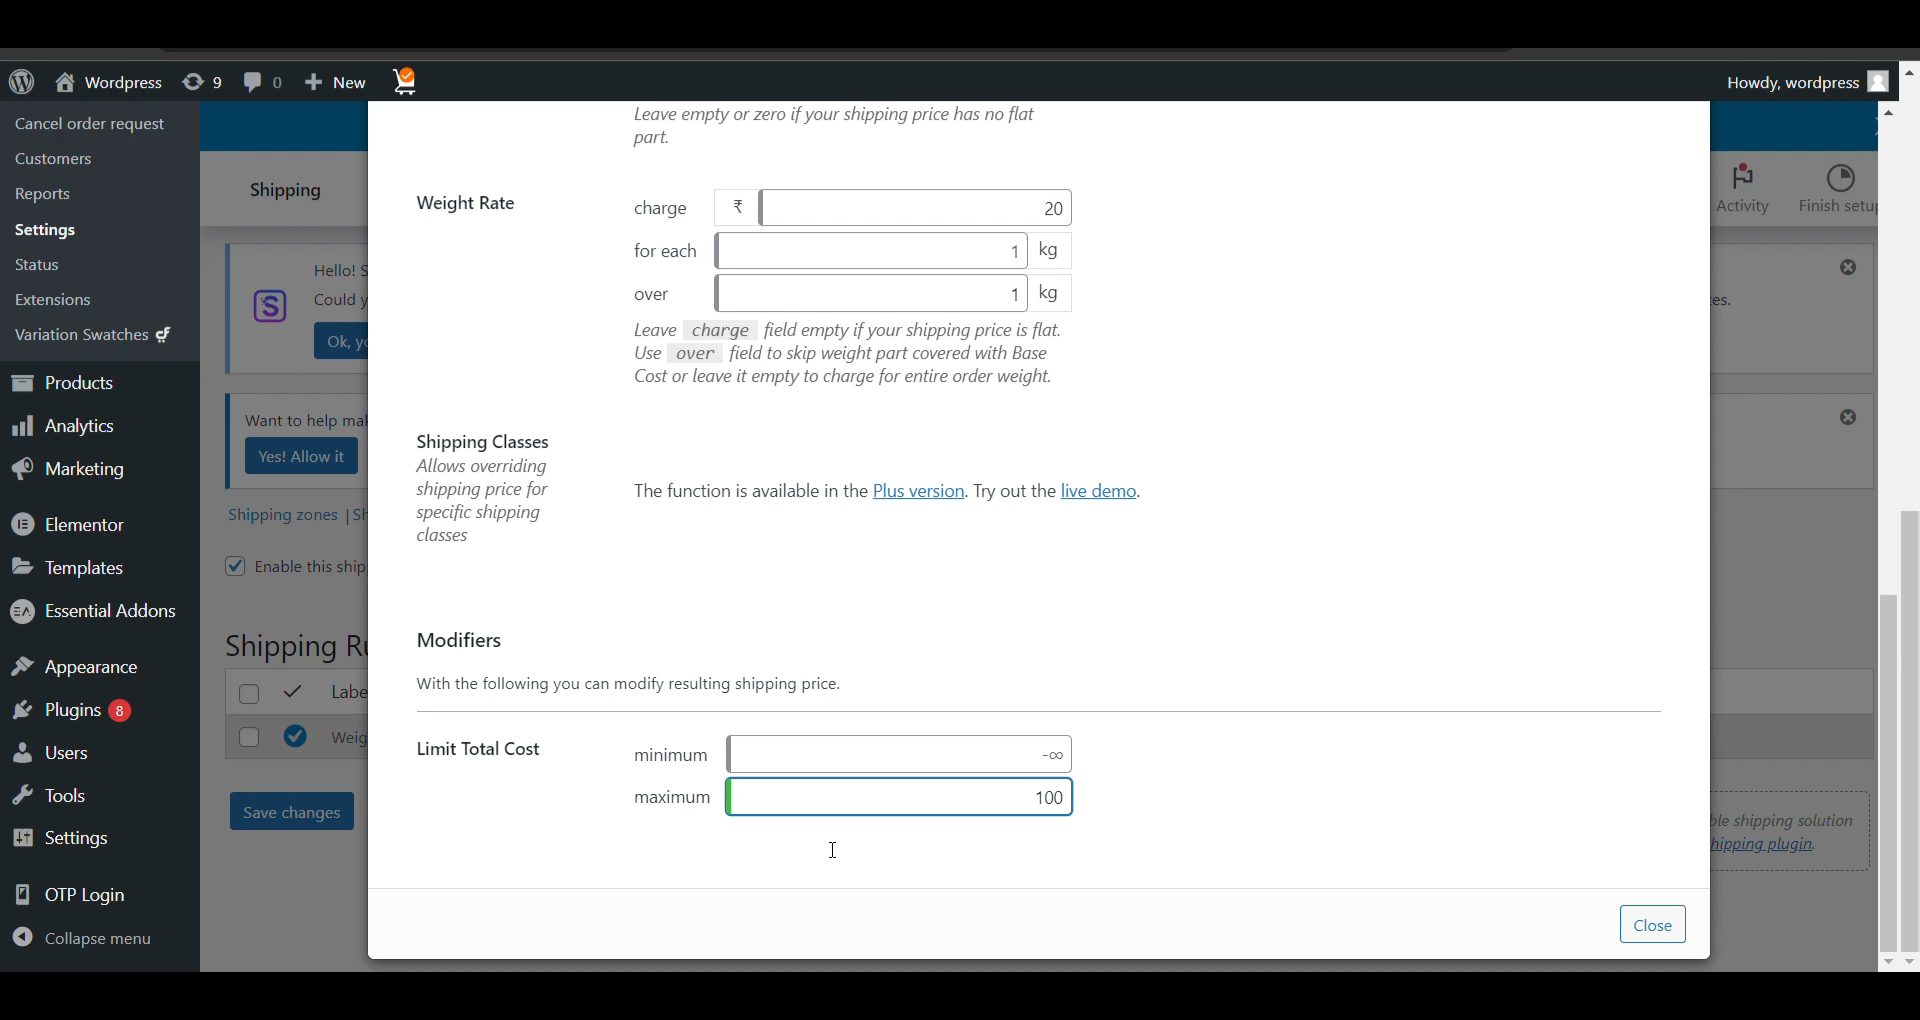 Wordpress 9 0 New Howdy, wordpress
Cancel order request
Customers
Reports
Settings
Status
Extensions
Variation Swatches
Products
Analytics
Marketing
Elementor
Templates
Essential Addons
Appearance
Plugins 8
Users
Tools
Settings
OTP Login
Collapse menu
Shipping
Activity
Finish setup
Hello! S
Could y
Ok, yo
es.
Want to help mak
Yes! Allow it
Shipping zones | Sh
Enable this ship
Shipping Ru
Labe
Weig
Save changes
ble shipping solution
hipping plugin.
Leave empty or zero if your shipping price has no flat
part.
Weight Rate
charge ₹ 20
for each 1 kg
over 1 kg
Leave charge field empty if your shipping price is flat.
Use over field to skip weight part covered with Base
Cost or leave it empty to charge for entire order weight.
Shipping Classes
Allows overriding
shipping price for
specific shipping
classes
The function is available in the Plus version. Try out the live demo.
Modifiers
With the following you can modify resulting shipping price.
Limit Total Cost
minimum -∞
maximum 100
Close